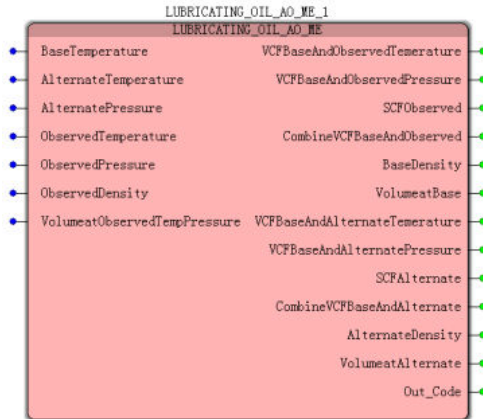 LUBRICATING_OIL_AO_ME_1
LUBRICATING_OIL_AO_ME
BaseTemperature VCFBaseAndObservedTemerature
AlternateTemperature VCFBaseAndObservedPressure
AlternatePressure SCFObserved
ObservedTemperature CombineVCFBaseAndObserved
ObservedPressure BaseDensity
ObservedDensity VolumeatBase
VolumeatObservedTempPressure VCFBaseAndAlternateTemerature
VCFBaseAndAlternatePressure
SCFAlternate
CombineVCFBaseAndAlternate
AlternateDensity
VolumeatAlternate
Out_Code